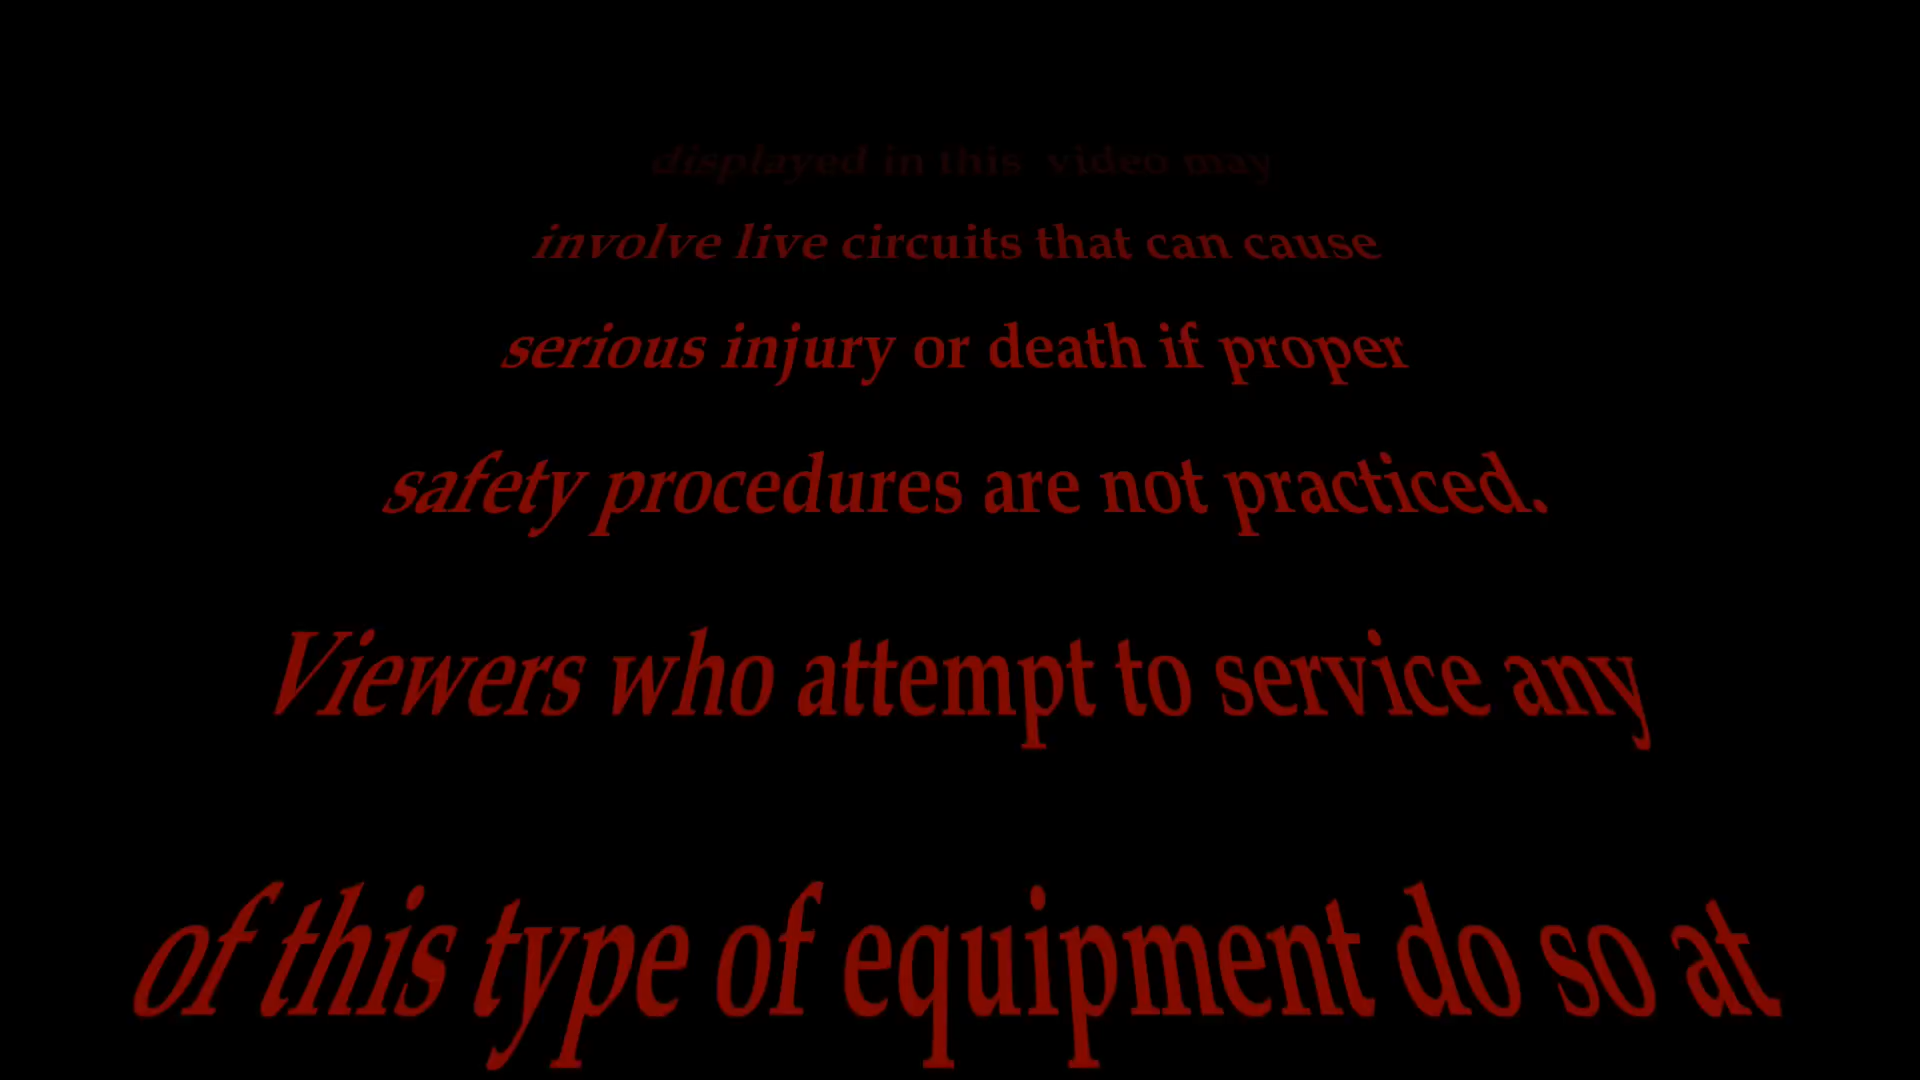 displayed in this video may
involve live circuits that can cause
serious injury or death if proper
safety procedures are not practiced.
Viewers who attempt to service any
of this type of equipment do so at